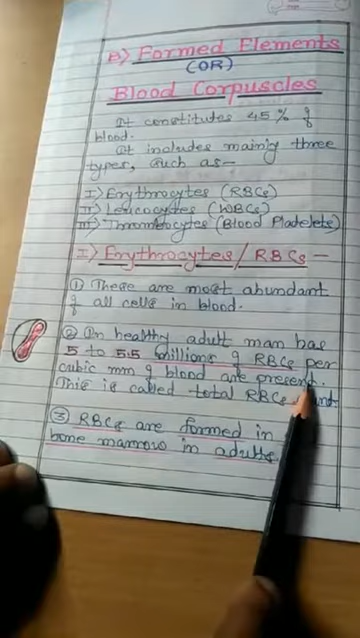 B) Formed Elements
(OR)
Blood Corpuscles
It constitutes 45% of
blood.
It includes mainly three
types, such as—
I) Erythrocytes (RBCs)
II) Leucocytes (WBCs)
III) Thrombocytes (Blood Platelets)
I) Erythrocytes / RBCs —
① These are most abundant
of all cells in blood.
② In healthy adult man has
5 to 5.5 millions of RBCs per
cubic mm of blood are present.
This is called total RBCs
③ RBCs are formed in
bone marrow in adults